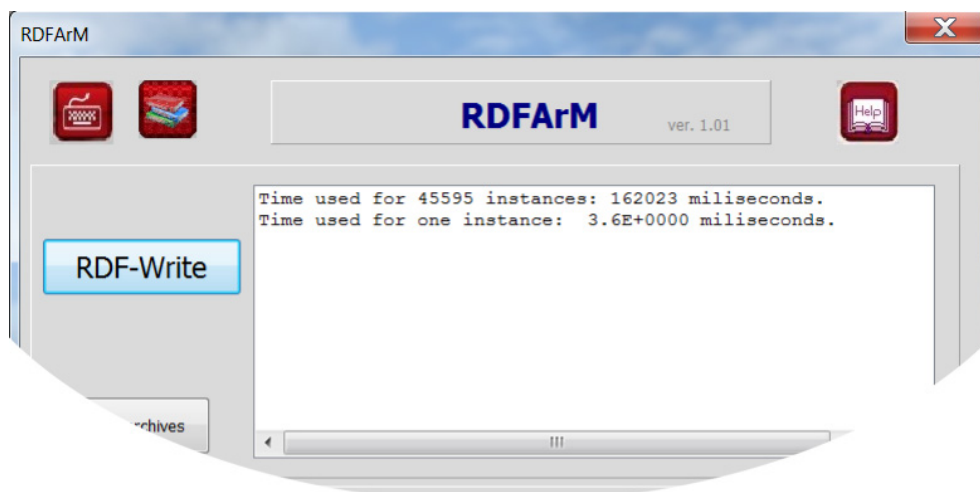 RDFArM
Help
RDFArM ver. 1.01
Time used for 45595 instances: 162023 miliseconds.
Time used for one instance:  3.6E+0000 miliseconds.
RDF-Write